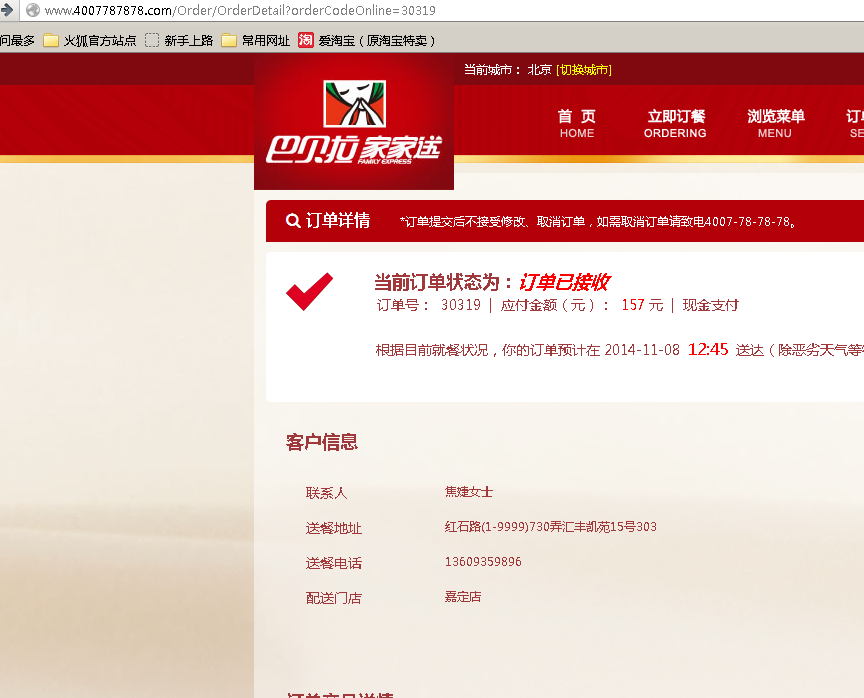 www.4007787878.com/Order/OrderDetail?orderCodeOnline=30319
问最多 火狐官方站点 新手上路 常用网址 淘 爱淘宝（原淘宝特卖）
当前城市： 北京 [切换城市]
首 页 立即订餐 浏览菜单 订
HOME ORDERING MENU SE
巴贝拉 家家送
FAMILY EXPRESS
订单详情 *订单提交后不接受修改、取消订单，如需取消订单请致电4007-78-78-78。
当前订单状态为：订单已接收
订单号： 30319 | 应付金额（元）： 157 元 | 现金支付
根据目前就餐状况，你的订单预计在 2014-11-08 12:45 送达（除恶劣天气等
客户信息
联系人 焦婕女士
送餐地址 红石路(1-9999)730弄汇丰凯苑15号303
送餐电话 13609359896
配送门店 嘉定店
订单产品详情